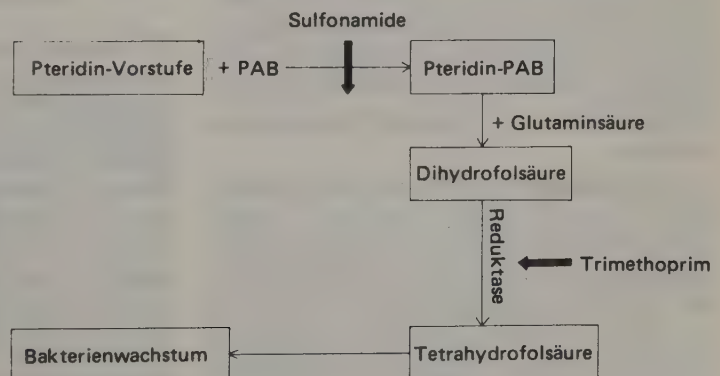 Sulfonamide
Pteridin-Vorstufe + PAB Pteridin-PAB
+ Glutaminsäure
Dihydrofolsäure
Reduktase
Trimethoprim
Bakterienwachstum Tetrahydrofolsäure